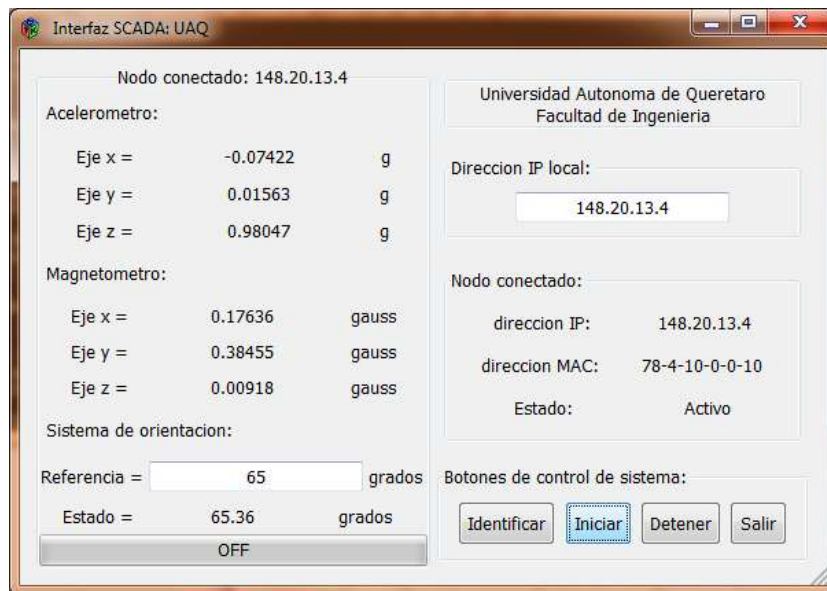 Interfaz SCADA: UAQ
Nodo conectado: 148.20.13.4
Acelerometro:
Eje x = -0.07422 g
Eje y = 0.01563 g
Eje z = 0.98047 g
Magnetometro:
Eje x = 0.17636 gauss
Eje y = 0.38455 gauss
Eje z = 0.00918 gauss
Sistema de orientacion:
Referencia = 65 grados
Estado = 65.36 grados
OFF
Universidad Autonoma de Queretaro
Facultad de Ingenieria
Direccion IP local:
148.20.13.4
Nodo conectado:
direccion IP: 148.20.13.4
direccion MAC: 78-4-10-0-0-10
Estado: Activo
Botones de control de sistema:
Identificar Iniciar Detener Salir